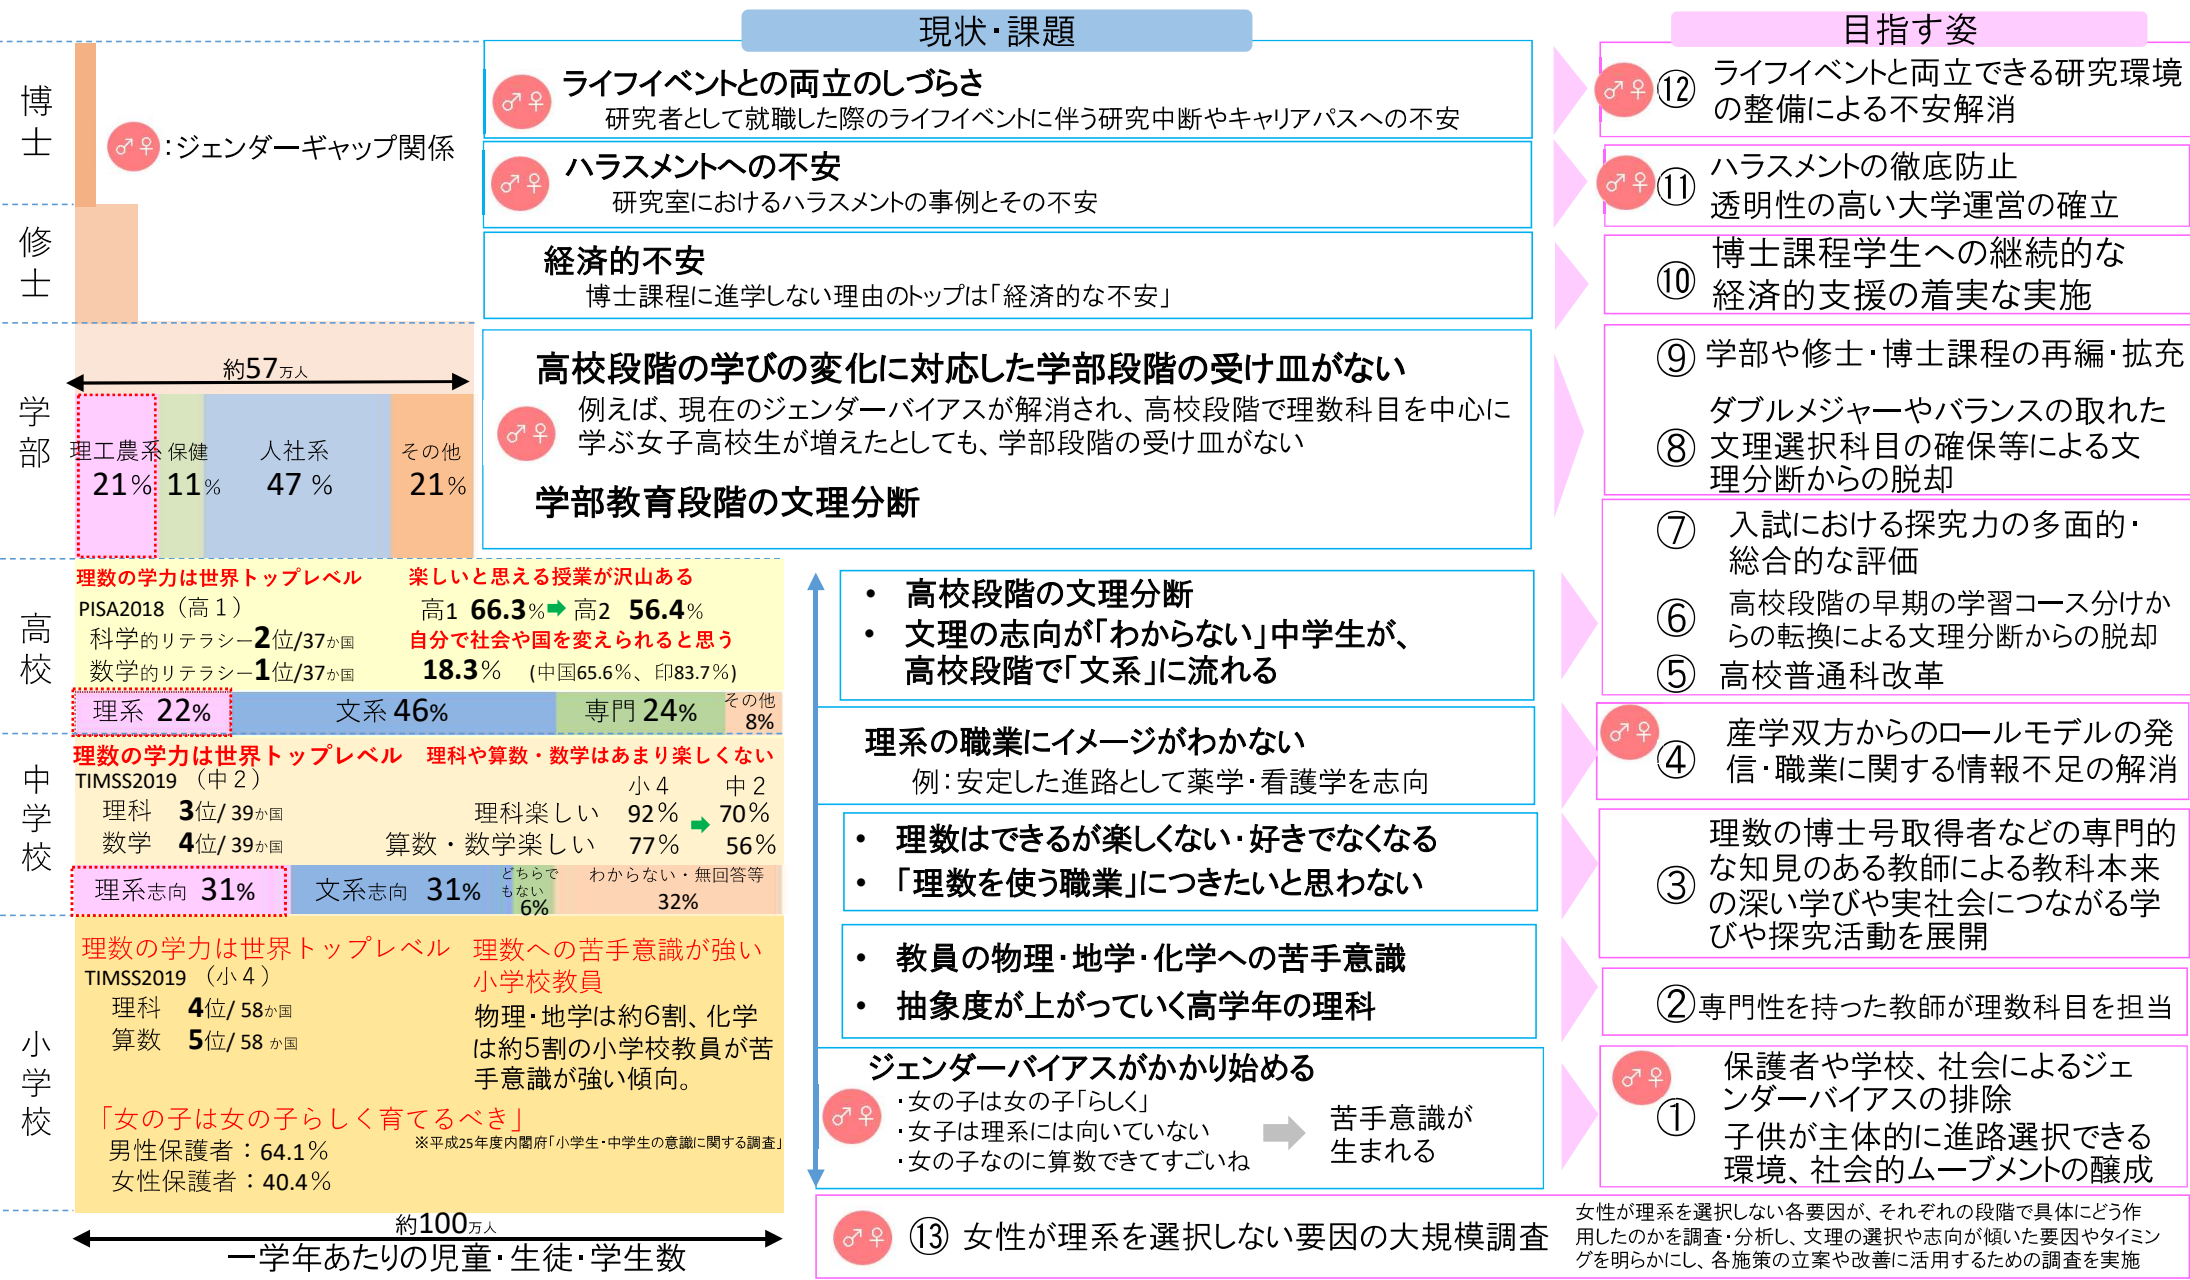 現状・課題
目指す姿
博士
修士
学部
高校
中学校
小学校
♂♀:ジェンダーギャップ関係
約57万人
理工農系 21%
保健 11%
人社系 47 %
その他 21%
理数の学力は世界トップレベル
PISA2018（高１）
科学的リテラシー2位/37か国
数学的リテラシー1位/37か国
楽しいと思える授業が沢山ある
高1 66.3%➡高2 56.4%
自分で社会や国を変えられると思う
18.3% (中国65.6%、印83.7%)
理系 22%
文系 46%
専門 24%
その他 8%
理数の学力は世界トップレベル
TIMSS2019 （中２）
理科 3位/ 39か国
数学 4位/ 39か国
理科や算数・数学はあまり楽しくない
小４ 中２
理科楽しい 92% ➡ 70%
算数・数学楽しい 77% 56%
理系志向 31%
文系志向 31%
どちらで
もない
6%
わからない・無回答等
32%
理数の学力は世界トップレベル
TIMSS2019 （小４）
理科 4位/ 58か国
算数 5位/ 58 か国
理数への苦手意識が強い
小学校教員
物理・地学は約6割、化学
は約5割の小学校教員が苦
手意識が強い傾向。
「女の子は女の子らしく育てるべき」
男性保護者：64.1%
女性保護者：40.4%
※平成25年度内閣府「小学生・中学生の意識に関する調査」
約100万人
一学年あたりの児童・生徒・学生数
♂♀ ライフイベントとの両立のしづらさ
研究者として就職した際のライフイベントに伴う研究中断やキャリアパスへの不安
♂♀ ハラスメントへの不安
研究室におけるハラスメントの事例とその不安
経済的不安
博士課程に進学しない理由のトップは「経済的な不安」
高校段階の学びの変化に対応した学部段階の受け皿がない
♂♀ 例えば、現在のジェンダーバイアスが解消され、高校段階で理数科目を中心に
学ぶ女子高校生が増えたとしても、学部段階の受け皿がない
学部教育段階の文理分断
• 高校段階の文理分断
• 文理の志向が「わからない」中学生が、
高校段階で「文系」に流れる
理系の職業にイメージがわかない
例：安定した進路として薬学・看護学を志向
• 理数はできるが楽しくない・好きでなくなる
• 「理数を使う職業」につきたいと思わない
• 教員の物理・地学・化学への苦手意識
• 抽象度が上がっていく高学年の理科
ジェンダーバイアスがかかり始める
♂♀
・女の子は女の子「らしく」
・女子は理系には向いていない
・女の子なのに算数できてすごいね
苦手意識が
生まれる
♂♀ ⑫ ライフイベントと両立できる研究環境
の整備による不安解消
♂♀ ⑪ ハラスメントの徹底防止
透明性の高い大学運営の確立
⑩ 博士課程学生への継続的な
経済的支援の着実な実施
⑨ 学部や修士・博士課程の再編・拡充
⑧ ダブルメジャーやバランスの取れた
文理選択科目の確保等による文
理分断からの脱却
⑦ 入試における探究力の多面的・
総合的な評価
⑥ 高校段階の早期の学習コース分けか
らの転換による文理分断からの脱却
⑤ 高校普通科改革
♂♀ ④ 産学双方からのロールモデルの発
信・職業に関する情報不足の解消
③ 理数の博士号取得者などの専門的
な知見のある教師による教科本来
の深い学びや実社会につながる学
びや探究活動を展開
② 専門性を持った教師が理数科目を担当
♂♀ ① 保護者や学校、社会によるジェ
ンダーバイアスの排除
子供が主体的に進路選択できる
環境、社会的ムーブメントの醸成
♂♀ ⑬ 女性が理系を選択しない要因の大規模調査
女性が理系を選択しない各要因が、それぞれの段階で具体にどう作
用したのかを調査・分析し、文理の選択や志向が傾いた要因やタイミン
グを明らかにし、各施策の立案や改善に活用するための調査を実施